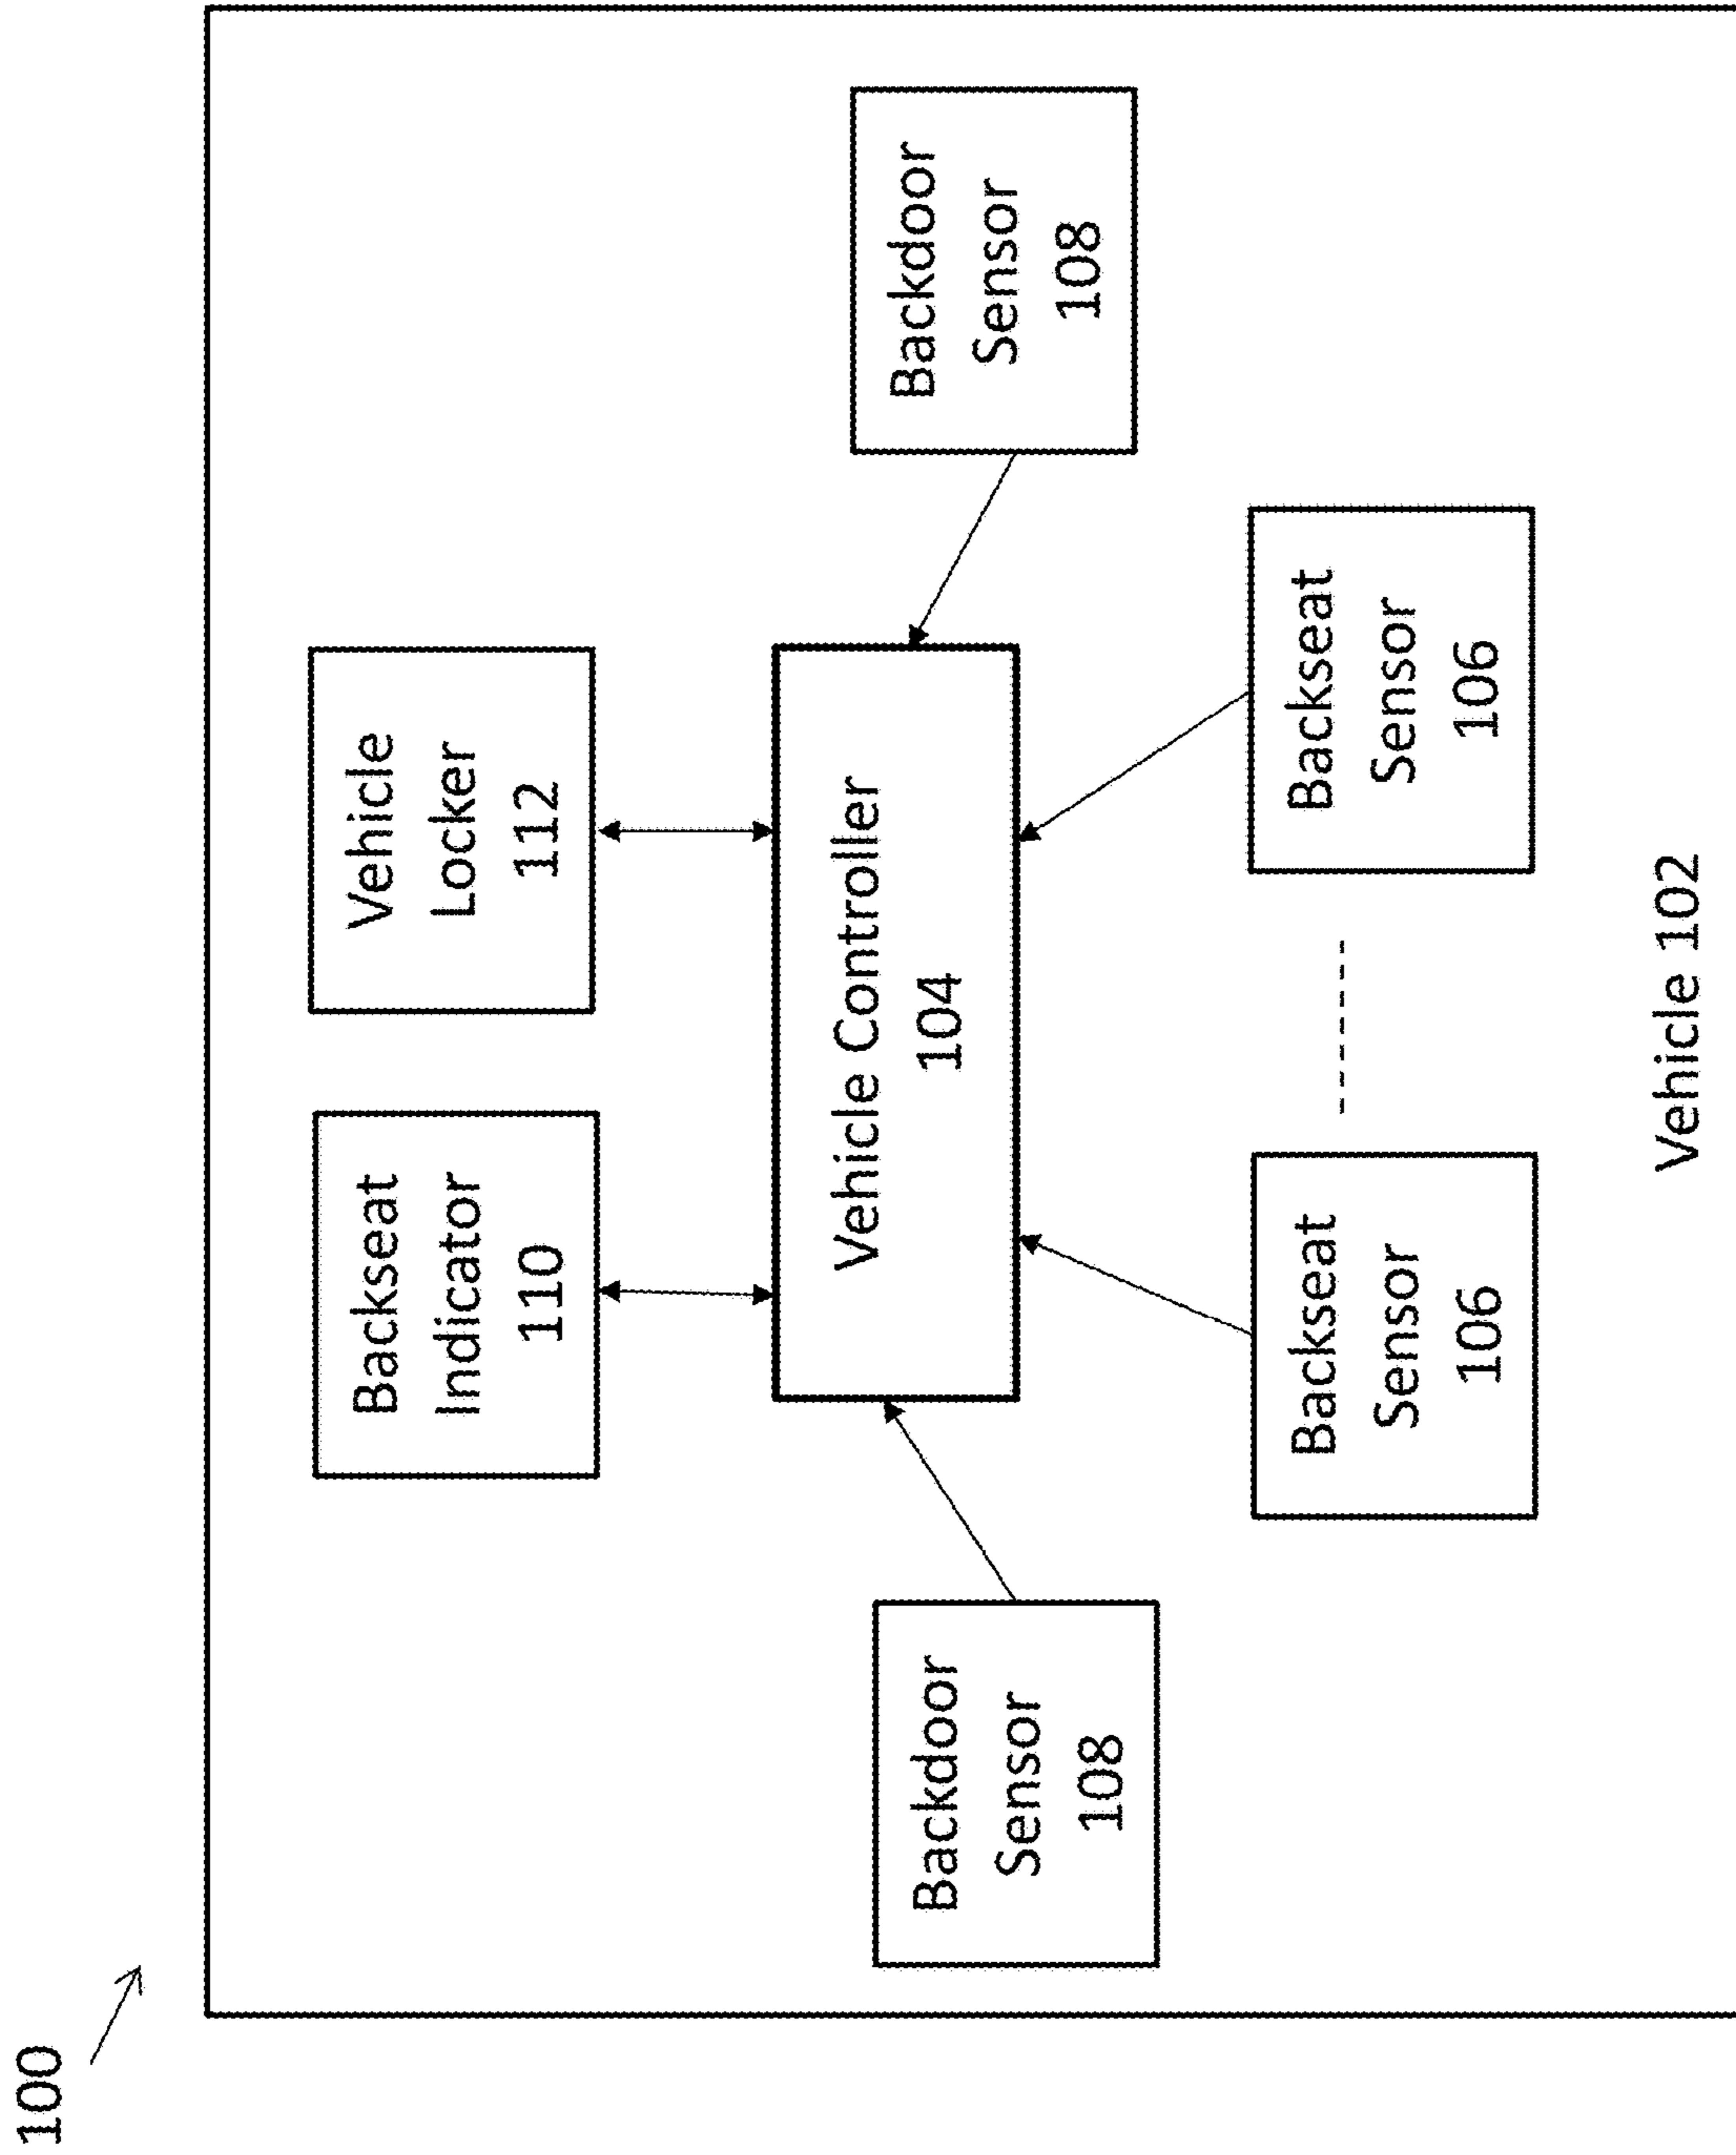 100
Backseat
Indicator
110
Vehicle
Locker
112
Backdoor
Sensor
108
Vehicle Controller
104
Backdoor
Sensor
108
Backseat
Sensor
106
Backseat
Sensor
106
Vehicle 102